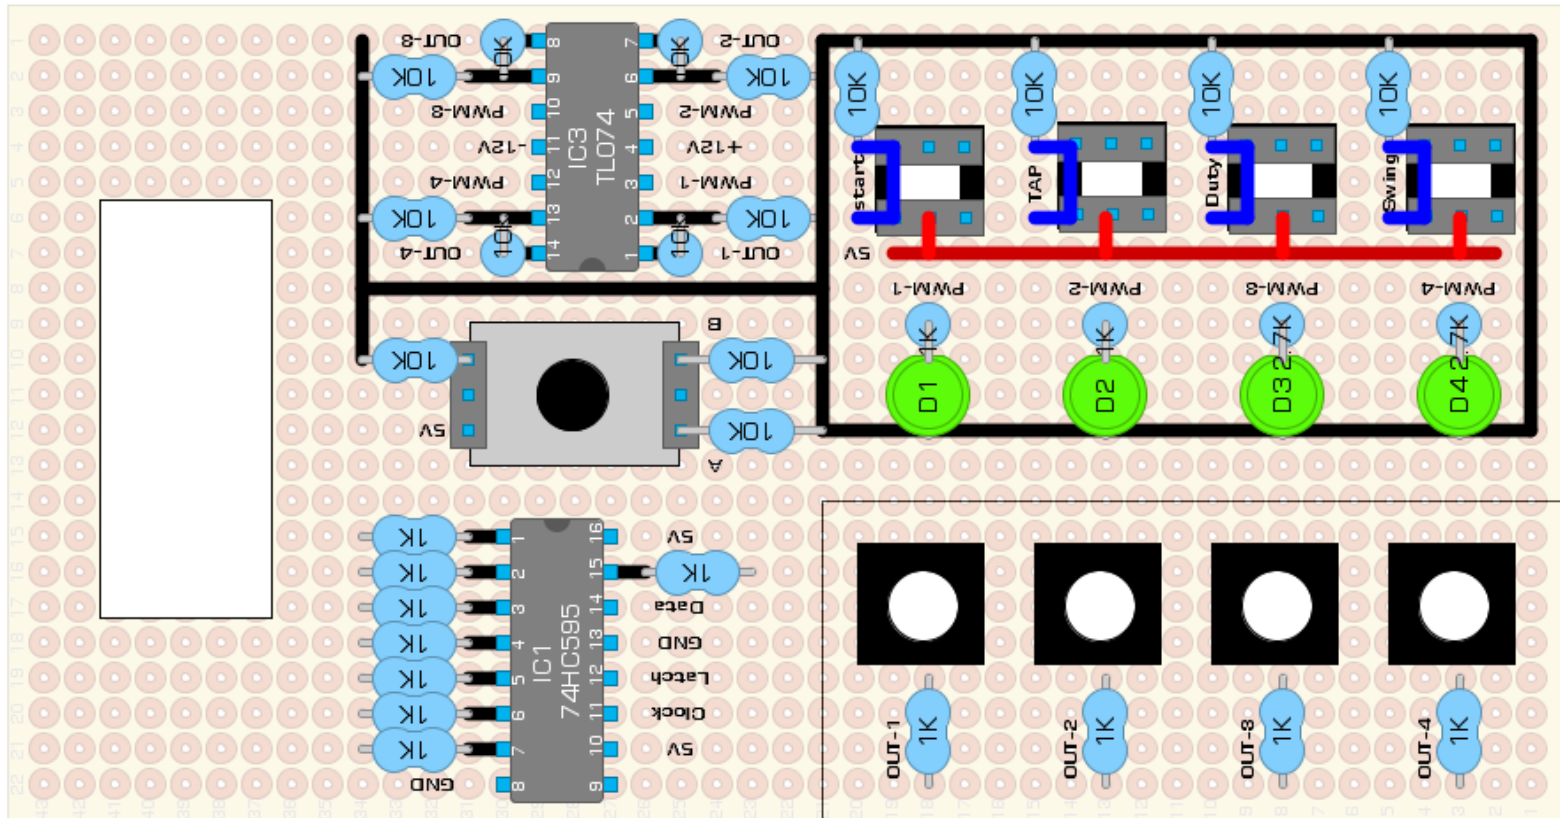 OUT-3
10K
10K
OUT-2
10K
10K
PWM-3
PWM-2
-12V
+12V
PWM-4
PWM-1
10K
10K
10K
10K
OUT-4
OUT-1
8 9 10 11 12 13 14
IC3
TL074
7 6 5 4 3 2 1
10K
10K
10K
10K
start
TAP
Duty
Swing
5V
PWM-1
PWM-2
PWM-3
PWM-4
1K
1K
2.7K
2.7K
D1
D2
D3
D4
B
10K
10K
5V
10K
A
1K
1K
1K
1K
1K
1K
1K
GND
1 2 3 4 5 6 7 8
IC1
74HC595
16 15 14 13 12 11 10 9
5V
1K
Data
GND
Latch
Clock
5V
OUT-1
1K
OUT-2
1K
OUT-3
1K
OUT-4
1K